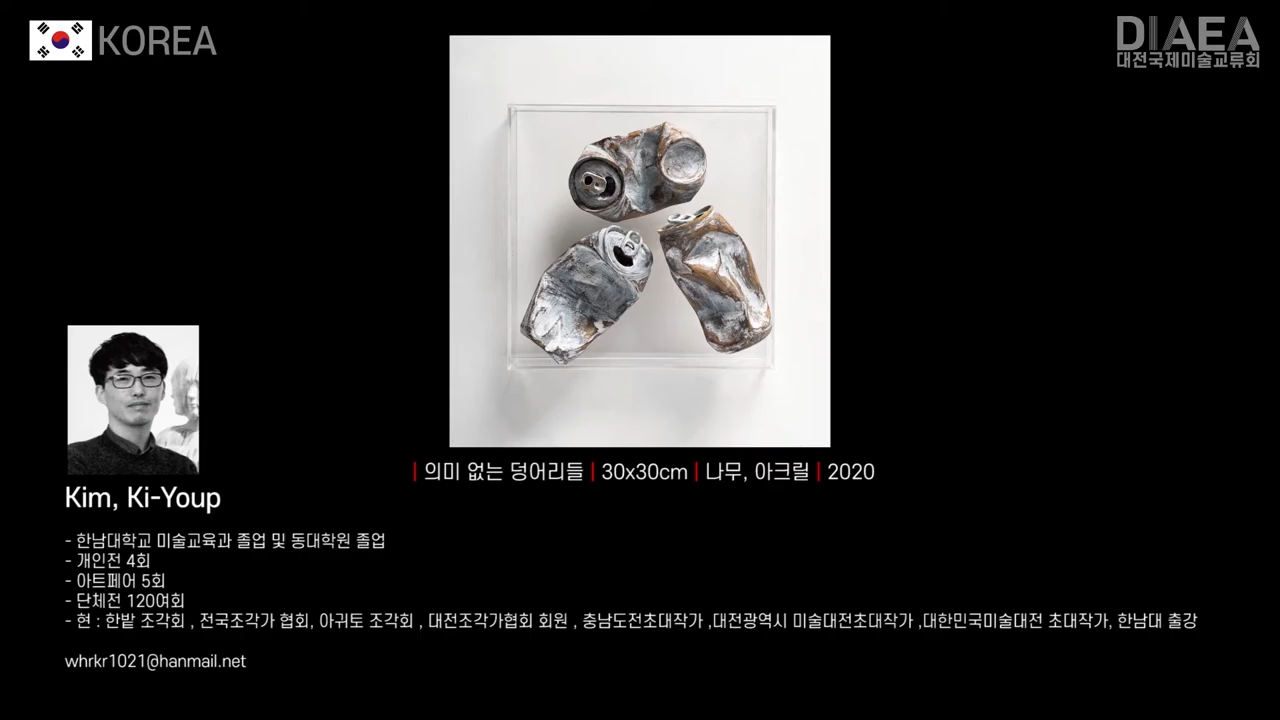 KOREA
DIAEA
대전국제미술교류회
| 의미 없는 덩어리들 | 30x30cm | 나무, 아크릴 | 2020
Kim, Ki-Youp
- 한남대학교 미술교육과 졸업 및 동대학원 졸업
- 개인전 4회
- 아트페어 5회
- 단체전 120여회
- 현 : 한밭 조각회 , 전국조각가 협회, 아귀토 조각회 , 대전조각가협회 회원 , 충남도전초대작가 ,대전광역시 미술대전초대작가 ,대한민국미술대전 초대작가, 한남대 출강
whrkr1021@hanmail.net